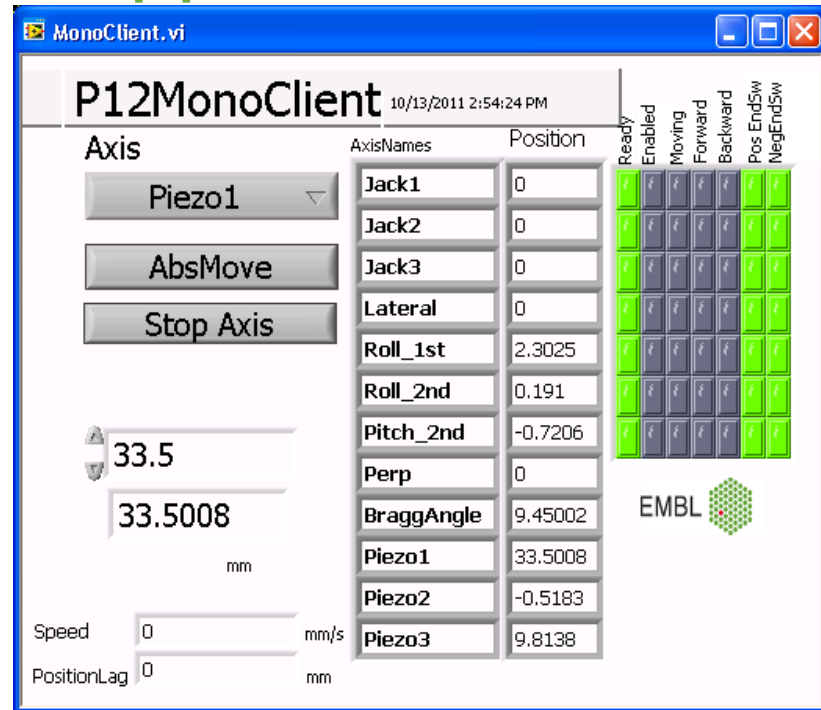 MonoClient.vi
P12MonoClient 10/13/2011 2:54:24 PM
Ready
Enabled
Moving
Forward
Backward
Pos EndSw
NegEndSw
Axis
AxisNames Position
Piezo1
AbsMove
Stop Axis
Jack1 0
Jack2 0
Jack3 0
Lateral 0
Roll_1st 2.3025
Roll_2nd 0.191
Pitch_2nd -0.7206
Perp 0
BraggAngle 9.45002
Piezo1 33.5008
Piezo2 -0.5183
Piezo3 9.8138
33.5
33.5008
mm
Speed 0 mm/s
PositionLag 0 mm
EMBL